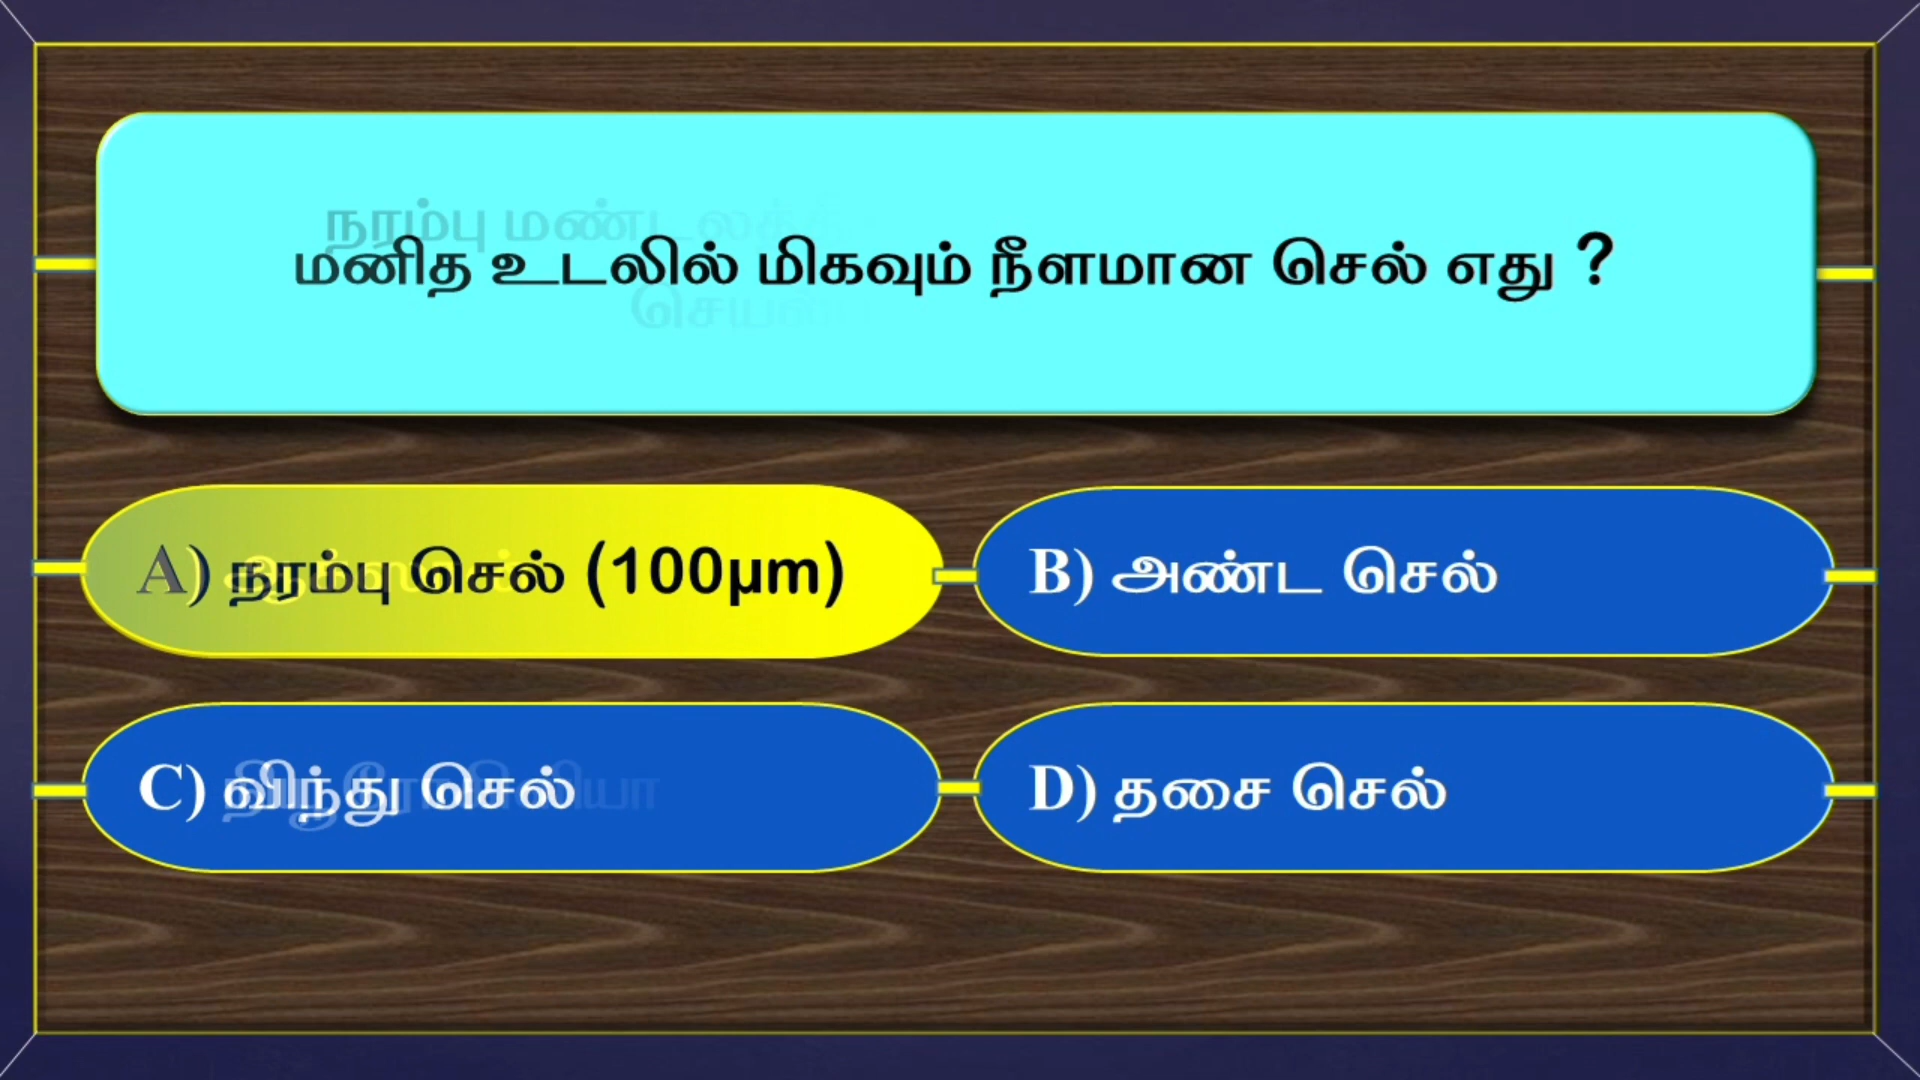 மனித உடலில் மிகவும் நீளமான செல் எது ?
A) நரம்பு செல் (100µm)
B) அண்ட செல்
C) விந்து செல்
D) தசை செல்